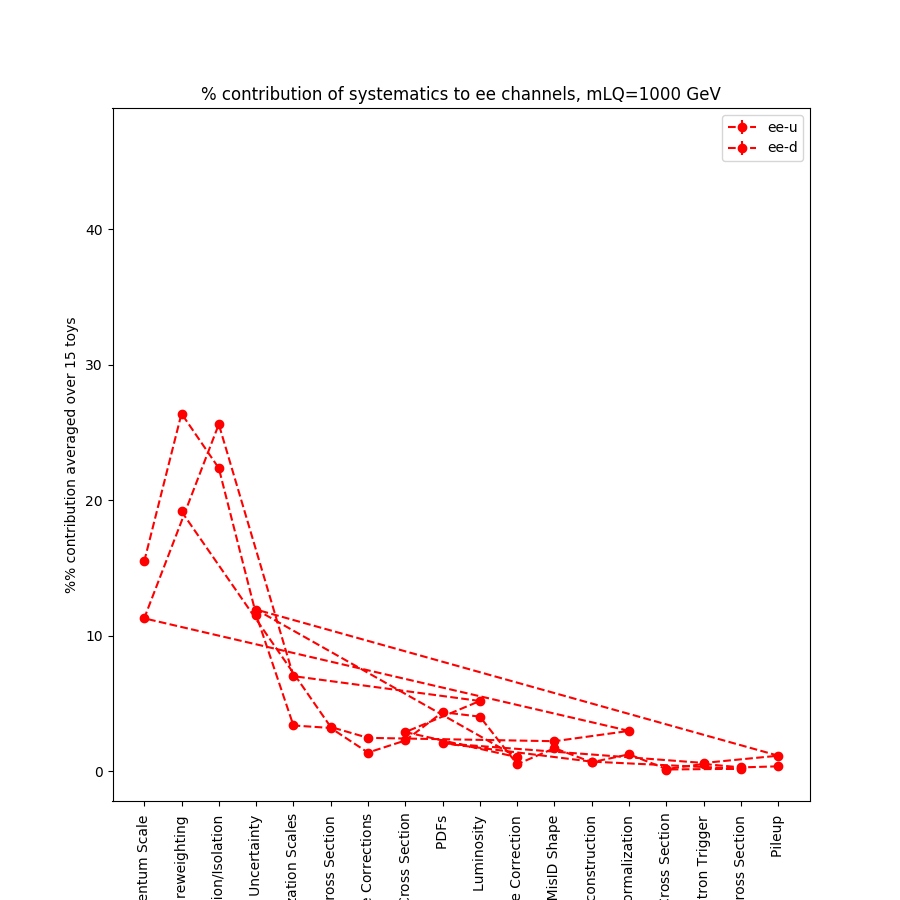 % contribution of systematics to ee channels, mLQ=1000 GeV
ee-u
ee-d
%% contribution averaged over 15 toys
40
30
20
10
0
entum Scale
reweighting
ion/Isolation
Uncertainty
zation Scales
ross Section
e Corrections
Cross Section
PDFs
Luminosity
e Correction
MisID Shape
construction
ormalization
ross Section
tron Trigger
ross Section
Pileup